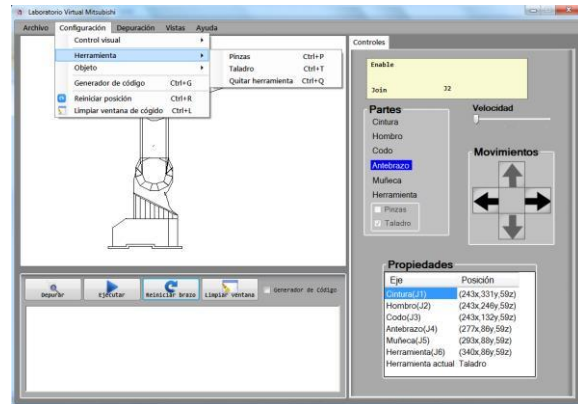 Laboratorio Virtual Mitsubishi
Archivo Configuración Depuración Vistas Ayuda
Control visual
Herramienta
Objeto
Generador de código Ctrl+G
Reiniciar posición Ctrl+R
Limpiar ventana de cógido Ctrl+L
Pinzas Ctrl+P
Taladro Ctrl+T
Quitar herramienta Ctrl+Q
Depurar
Ejecutar
Reiniciar brazo
Limpiar ventana
Generador de Código
Controles
Enable
Join J2
Partes
Cintura
Hombro
Codo
Antebrazo
Muñeca
Herramienta
Pinzas
Taladro
Velocidad
Movimientos
Propiedades
Eje Posición
Cintura(J1) (243x,331y,59z)
Hombro(J2) (243x,246y,59z)
Codo(J3) (243x,132y,59z)
Antebrazo(J4) (277x,86y,59z)
Muñeca(J5) (293x,88y,59z)
Herramienta(J6) (340x,86y,59z)
Herramienta actual Taladro